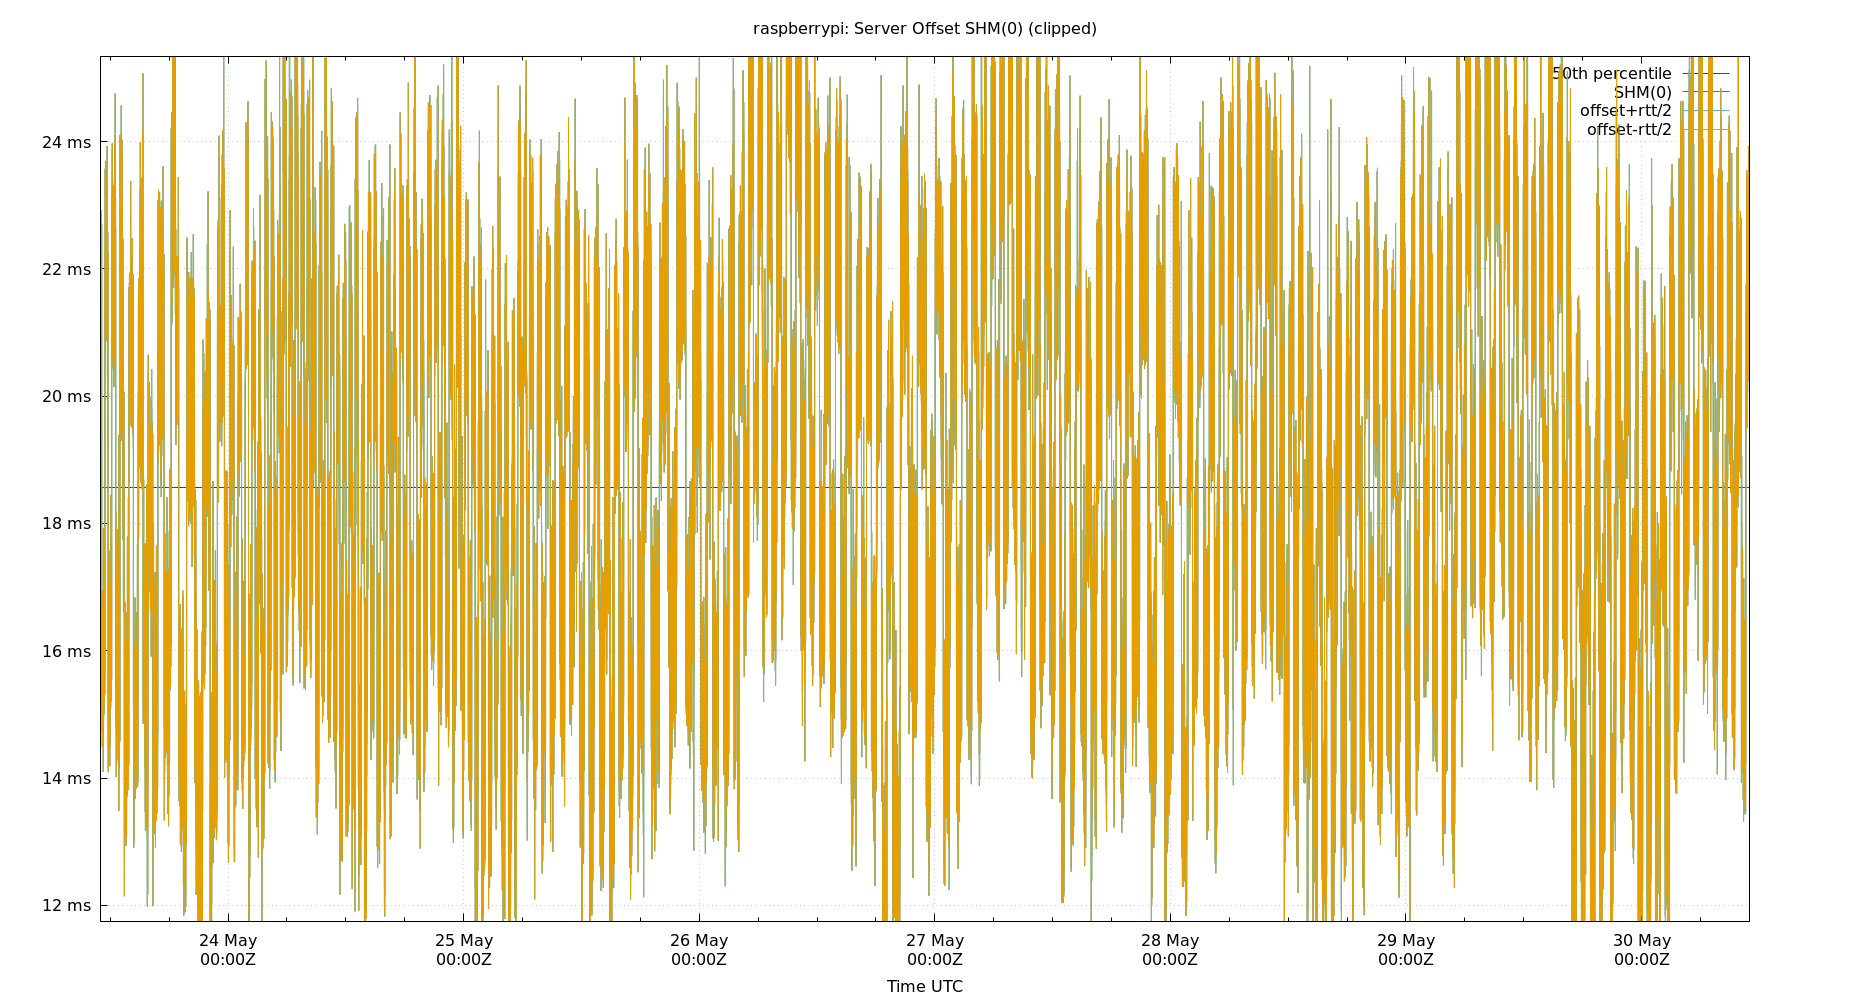 raspberrypi: Server Offset SHM(0) (clipped)
50th percentile
SHM(0)
offset+rtt/2
offset-rtt/2
24 ms
22 ms
20 ms
18 ms
16 ms
14 ms
12 ms
24 May 25 May 26 May 27 May 28 May 29 May 30 May
00:00Z 00:00Z 00:00Z 00:00Z 00:00Z 00:00Z 00:00Z
Time UTC